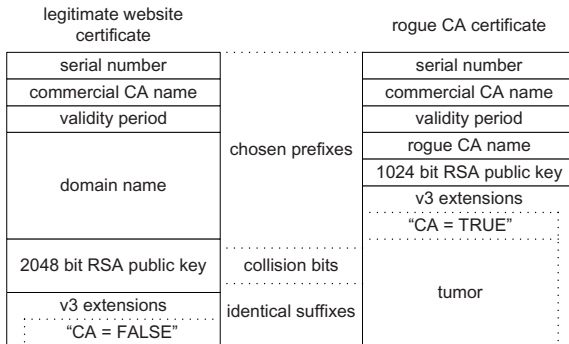 legitimate website
certificate
serial number
commercial CA name
validity period
domain name
2048 bit RSA public key
v3 extensions
“CA = FALSE”
chosen prefixes
collision bits
identical suffixes
rogue CA certificate
serial number
commercial CA name
validity period
rogue CA name
1024 bit RSA public key
v3 extensions
“CA = TRUE”
tumor